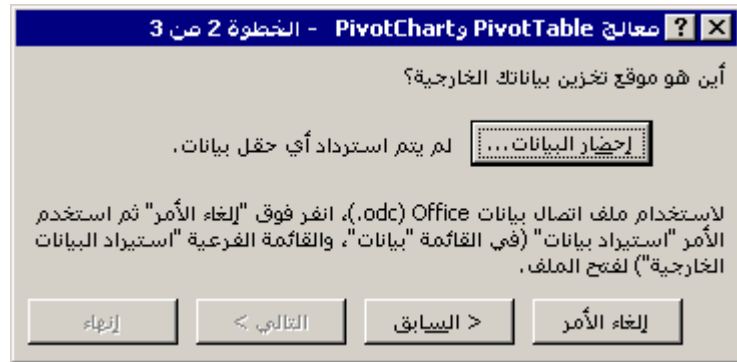 معالج PivotTable وPivotChart - الخطوة 2 من 3
أين هو موقع تخزين بياناتك الخارجية؟
إحضار البيانات... لم يتم استرداد أي حقل بيانات.
لاستخدام ملف اتصال بيانات Office (.odc)، انقر فوق "إلغاء الأمر" ثم استخدم
الأمر "استيراد بيانات" (في القائمة "بيانات"، والقائمة الفرعية "استيراد البيانات
الخارجية") لفتح الملف.
إلغاء الأمر < السابق التالي > إنهاء